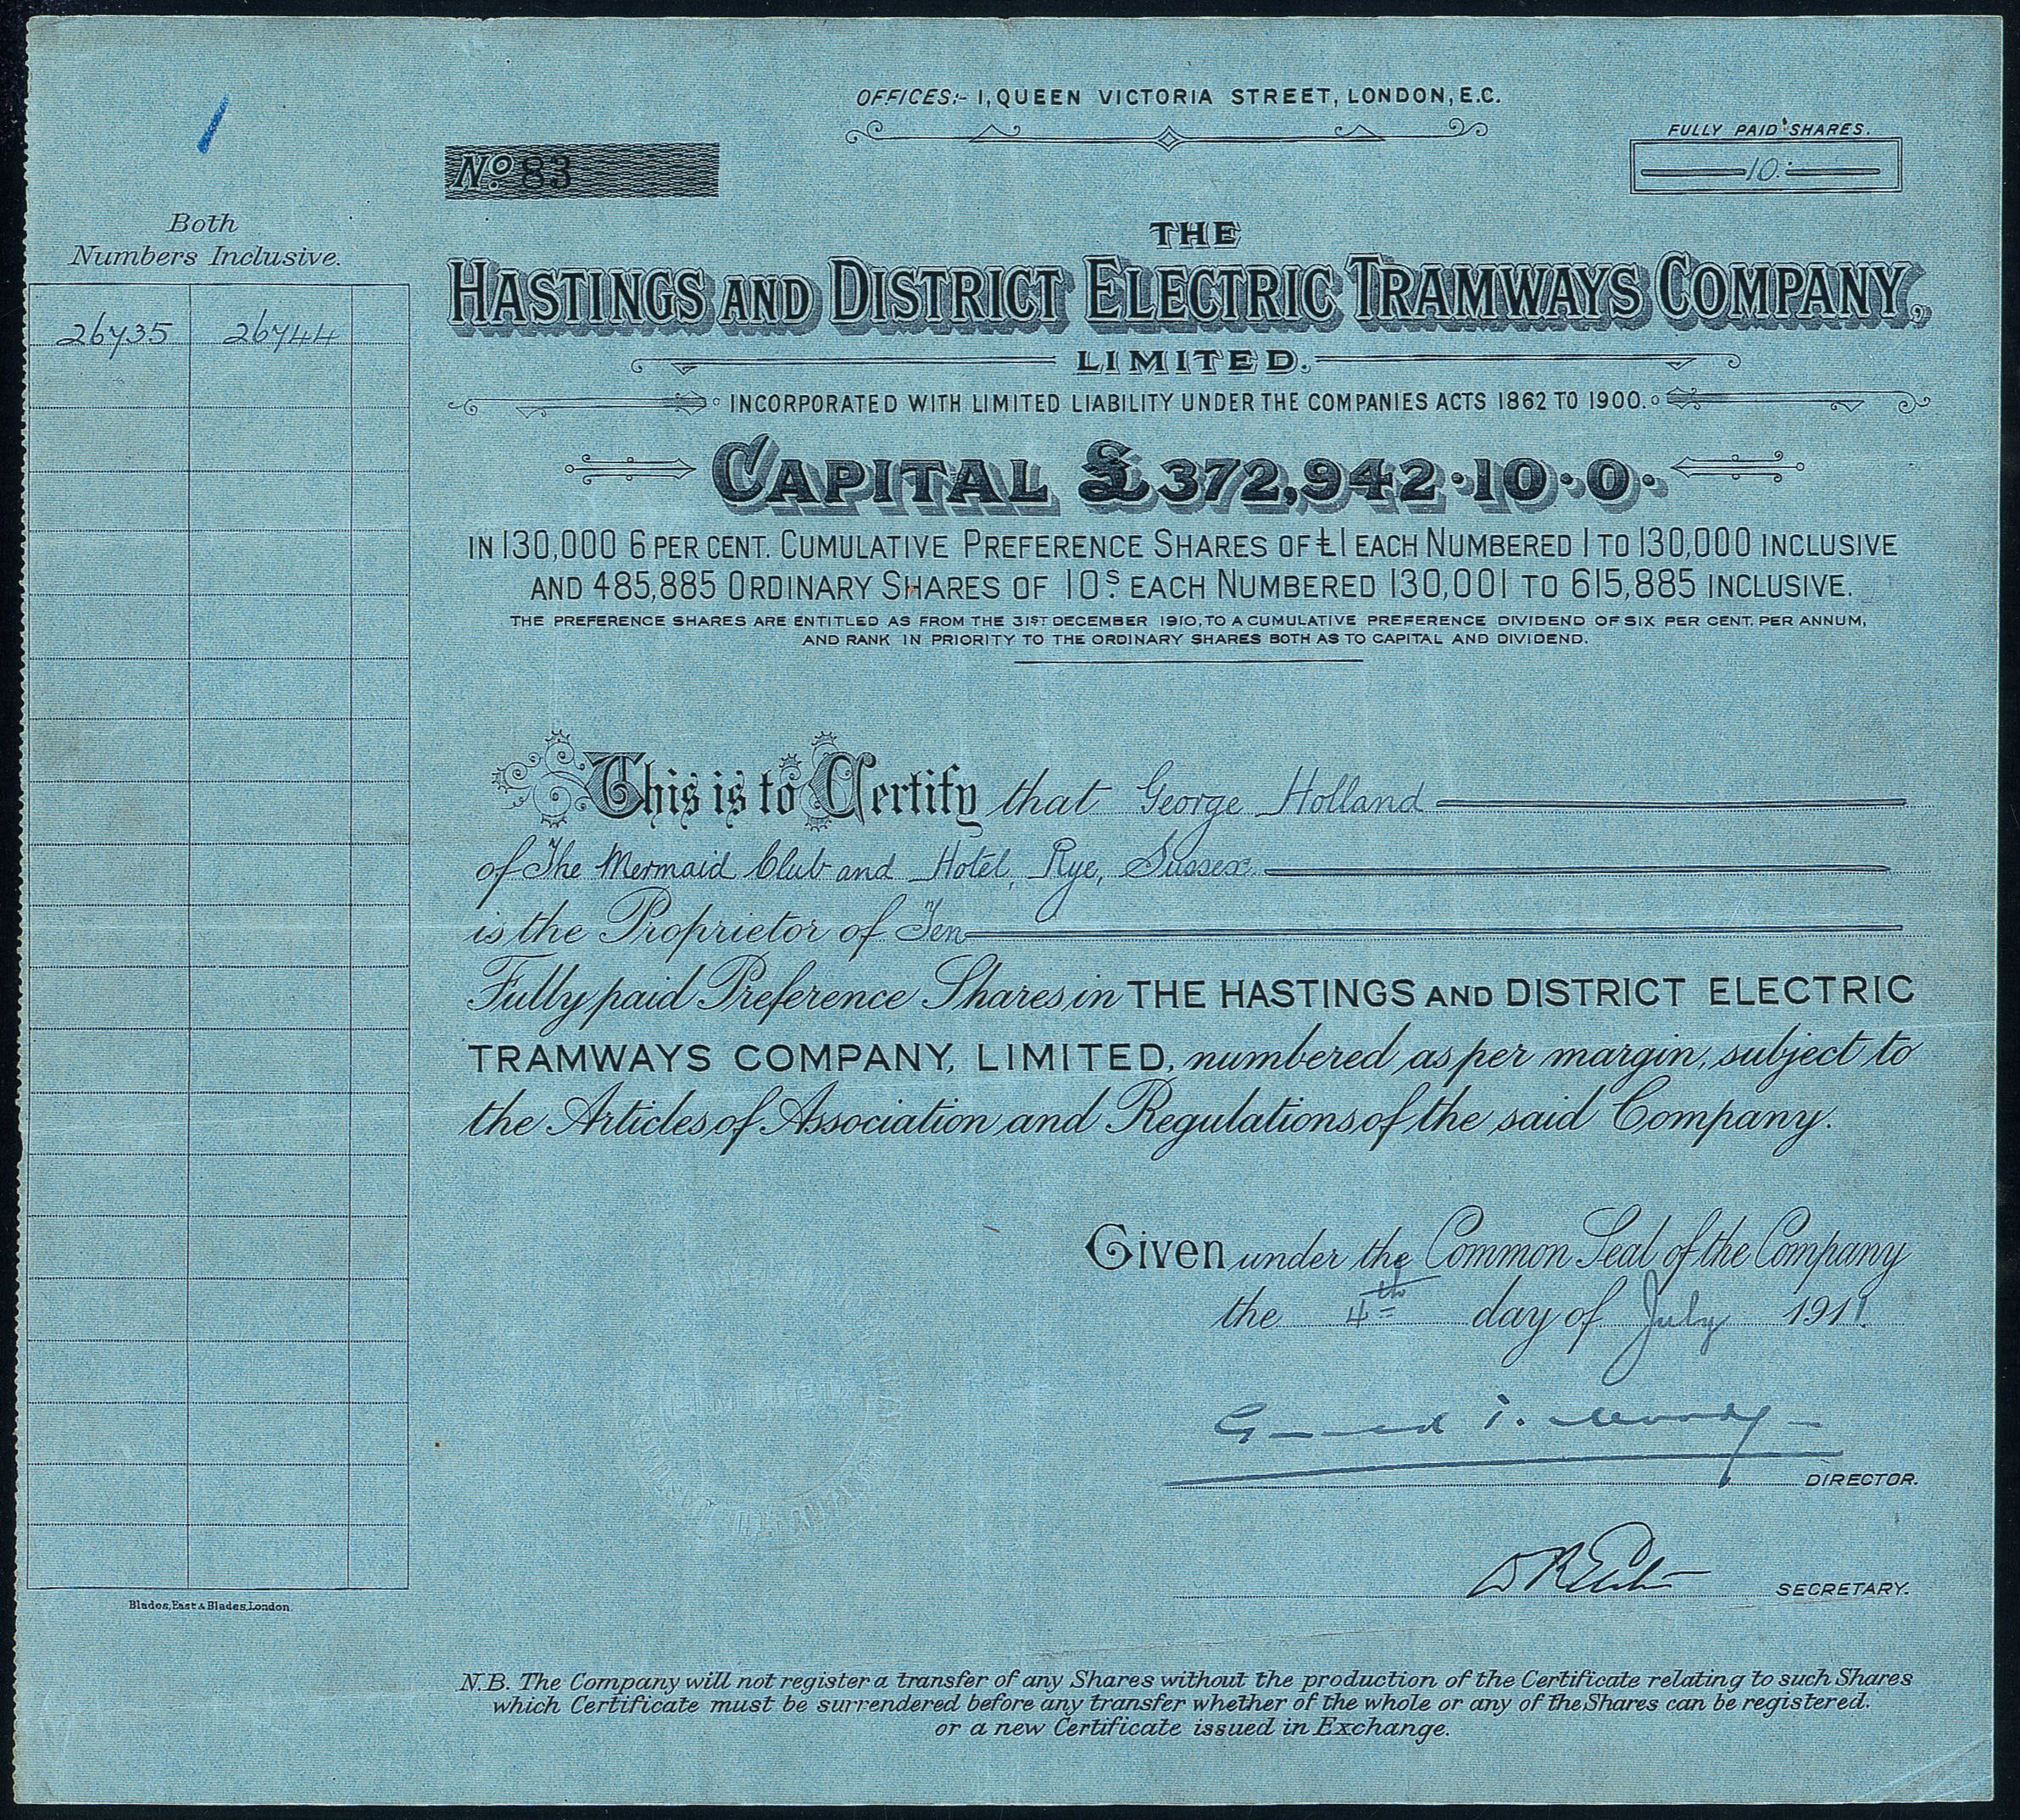 OFFICES:- 1, QUEEN VICTORIA STREET, LONDON, E.C.
FULLY PAID SHARES.
10
No 83
Both
Numbers Inclusive.
26735 26744
THE
HASTINGS AND DISTRICT ELECTRIC TRAMWAYS COMPANY,
LIMITED.
INCORPORATED WITH LIMITED LIABILITY UNDER THE COMPANIES ACTS 1862 TO 1900.
CAPITAL £372,942·10·0·
IN 130,000 6 PER CENT. CUMULATIVE PREFERENCE SHARES OF £1 EACH NUMBERED 1 TO 130,000 INCLUSIVE
AND 485,885 ORDINARY SHARES OF 10S. EACH NUMBERED 130,001 TO 615,885 INCLUSIVE.
THE PREFERENCE SHARES ARE ENTITLED AS FROM THE 31ST DECEMBER 1910, TO A CUMULATIVE PREFERENCE DIVIDEND OF SIX PER CENT. PER ANNUM,
AND RANK IN PRIORITY TO THE ORDINARY SHARES BOTH AS TO CAPITAL AND DIVIDEND.
This is to Certify that George Holland
of The Mermaid Club and Hotel, Rye, Sussex
is the Proprietor of Ten
Fully paid Preference Shares in THE HASTINGS AND DISTRICT ELECTRIC
TRAMWAYS COMPANY, LIMITED, numbered as per margin, subject to
the Articles of Association and Regulations of the said Company.
Given under the Common Seal of the Company
the 4th day of July 1911
DIRECTOR.
SECRETARY.
Blades, East & Blades, London
N.B. The Company will not register a transfer of any Shares without the production of the Certificate relating to such Shares
which Certificate must be surrendered before any transfer whether of the whole or any of the Shares can be registered.
or a new Certificate issued in Exchange.